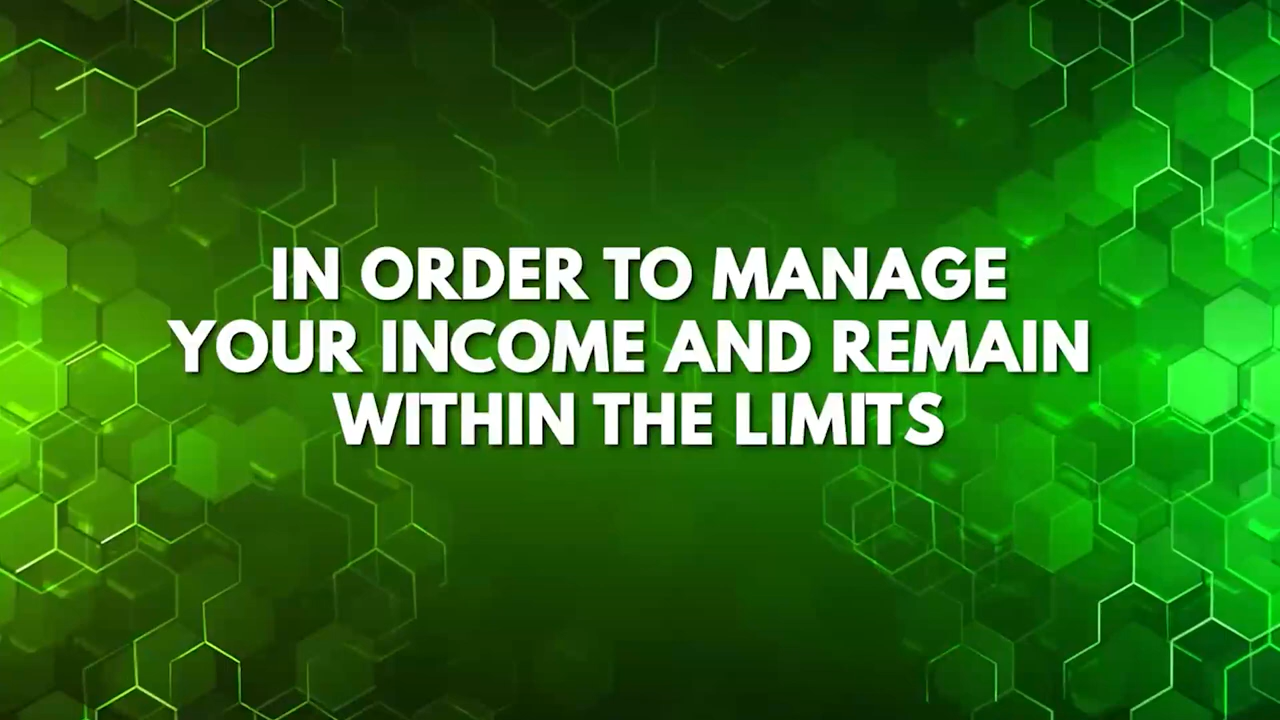 IN ORDER TO MANAGE
YOUR INCOME AND REMAIN
WITHIN THE LIMITS